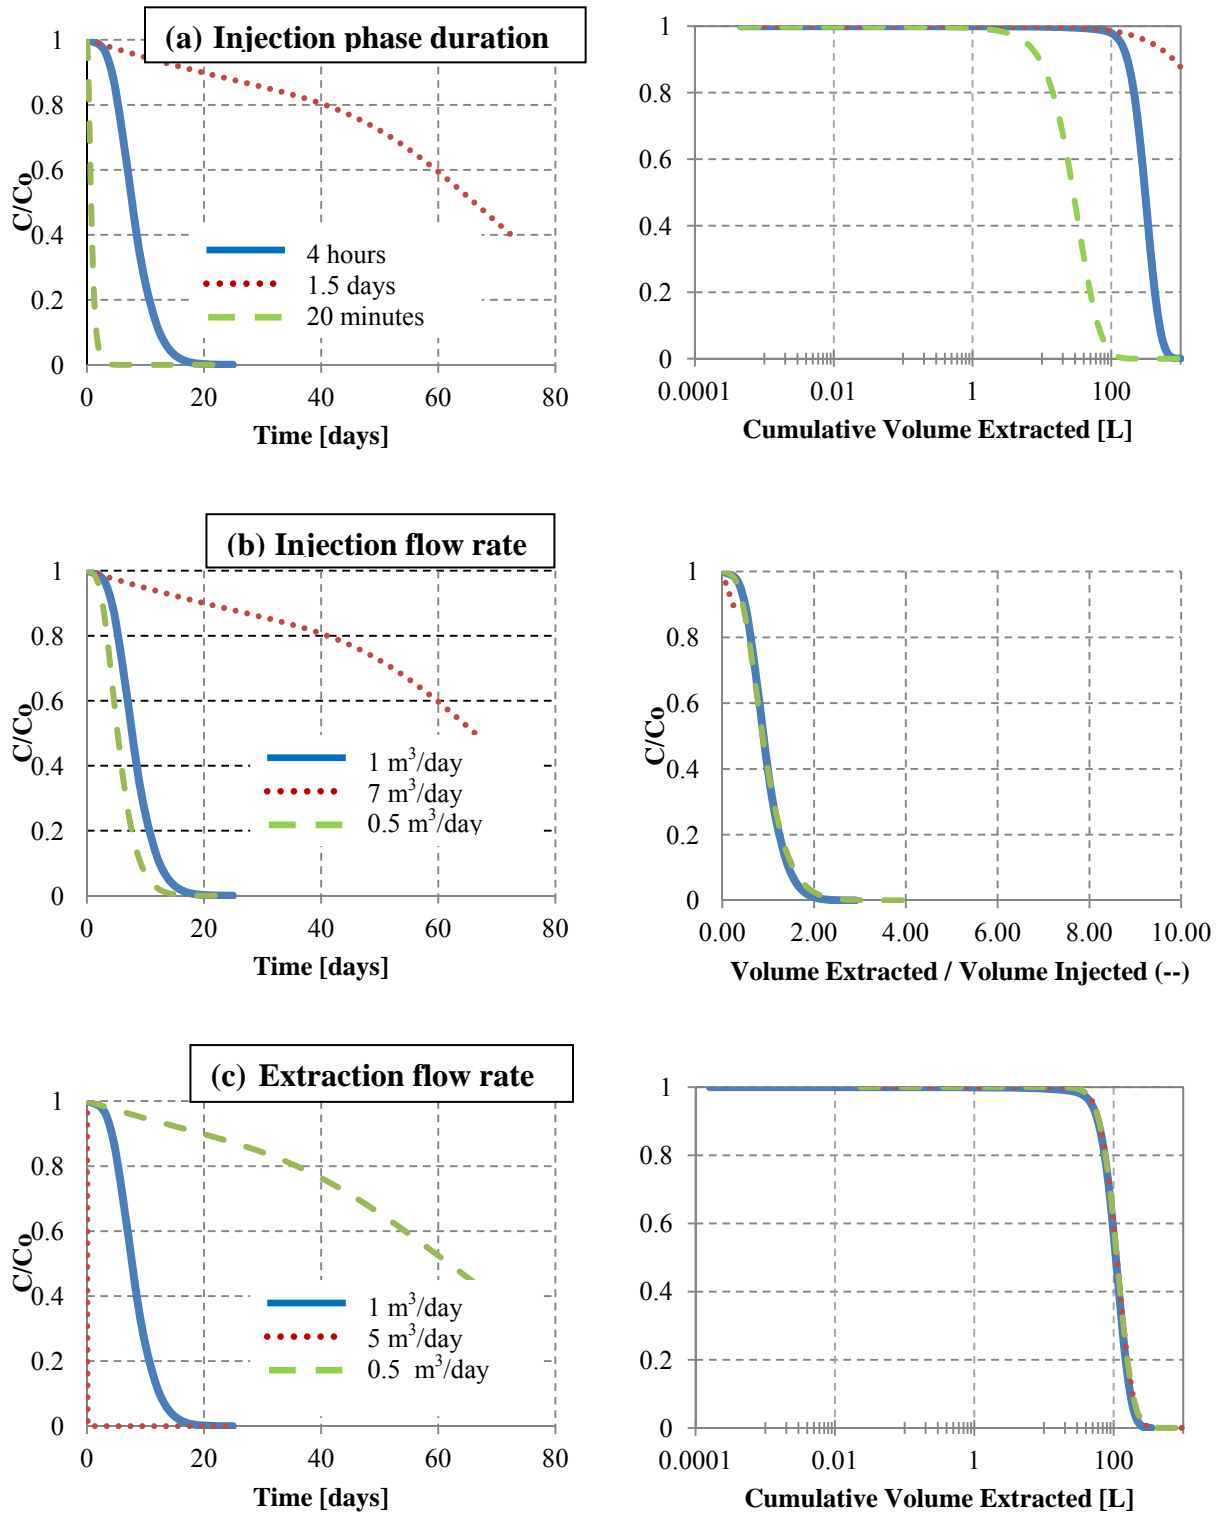 (a) Injection phase duration
C/Co
1
0.8
0.6
0.4
0.2
0
4 hours
1.5 days
20 minutes
0
20
40
60
80
Time [days]
1
0.8
0.6
0.4
0.2
0
0.0001
0.01
1
100
Cumulative Volume Extracted [L]
(b) Injection flow rate
C/Co
1
0.8
0.6
0.4
0.2
0
1 m³/day
7 m³/day
0.5 m³/day
0
20
40
60
80
Time [days]
C/Co
1
0.8
0.6
0.4
0.2
0
0.00
2.00
4.00
6.00
8.00
10.00
Volume Extracted / Volume Injected (--)
(c) Extraction flow rate
C/Co
1
0.8
0.6
0.4
0.2
0
1 m³/day
5 m³/day
0.5 m³/day
0
20
40
60
80
Time [days]
1
0.8
0.6
0.4
0.2
0
0.0001
0.01
1
100
Cumulative Volume Extracted [L]